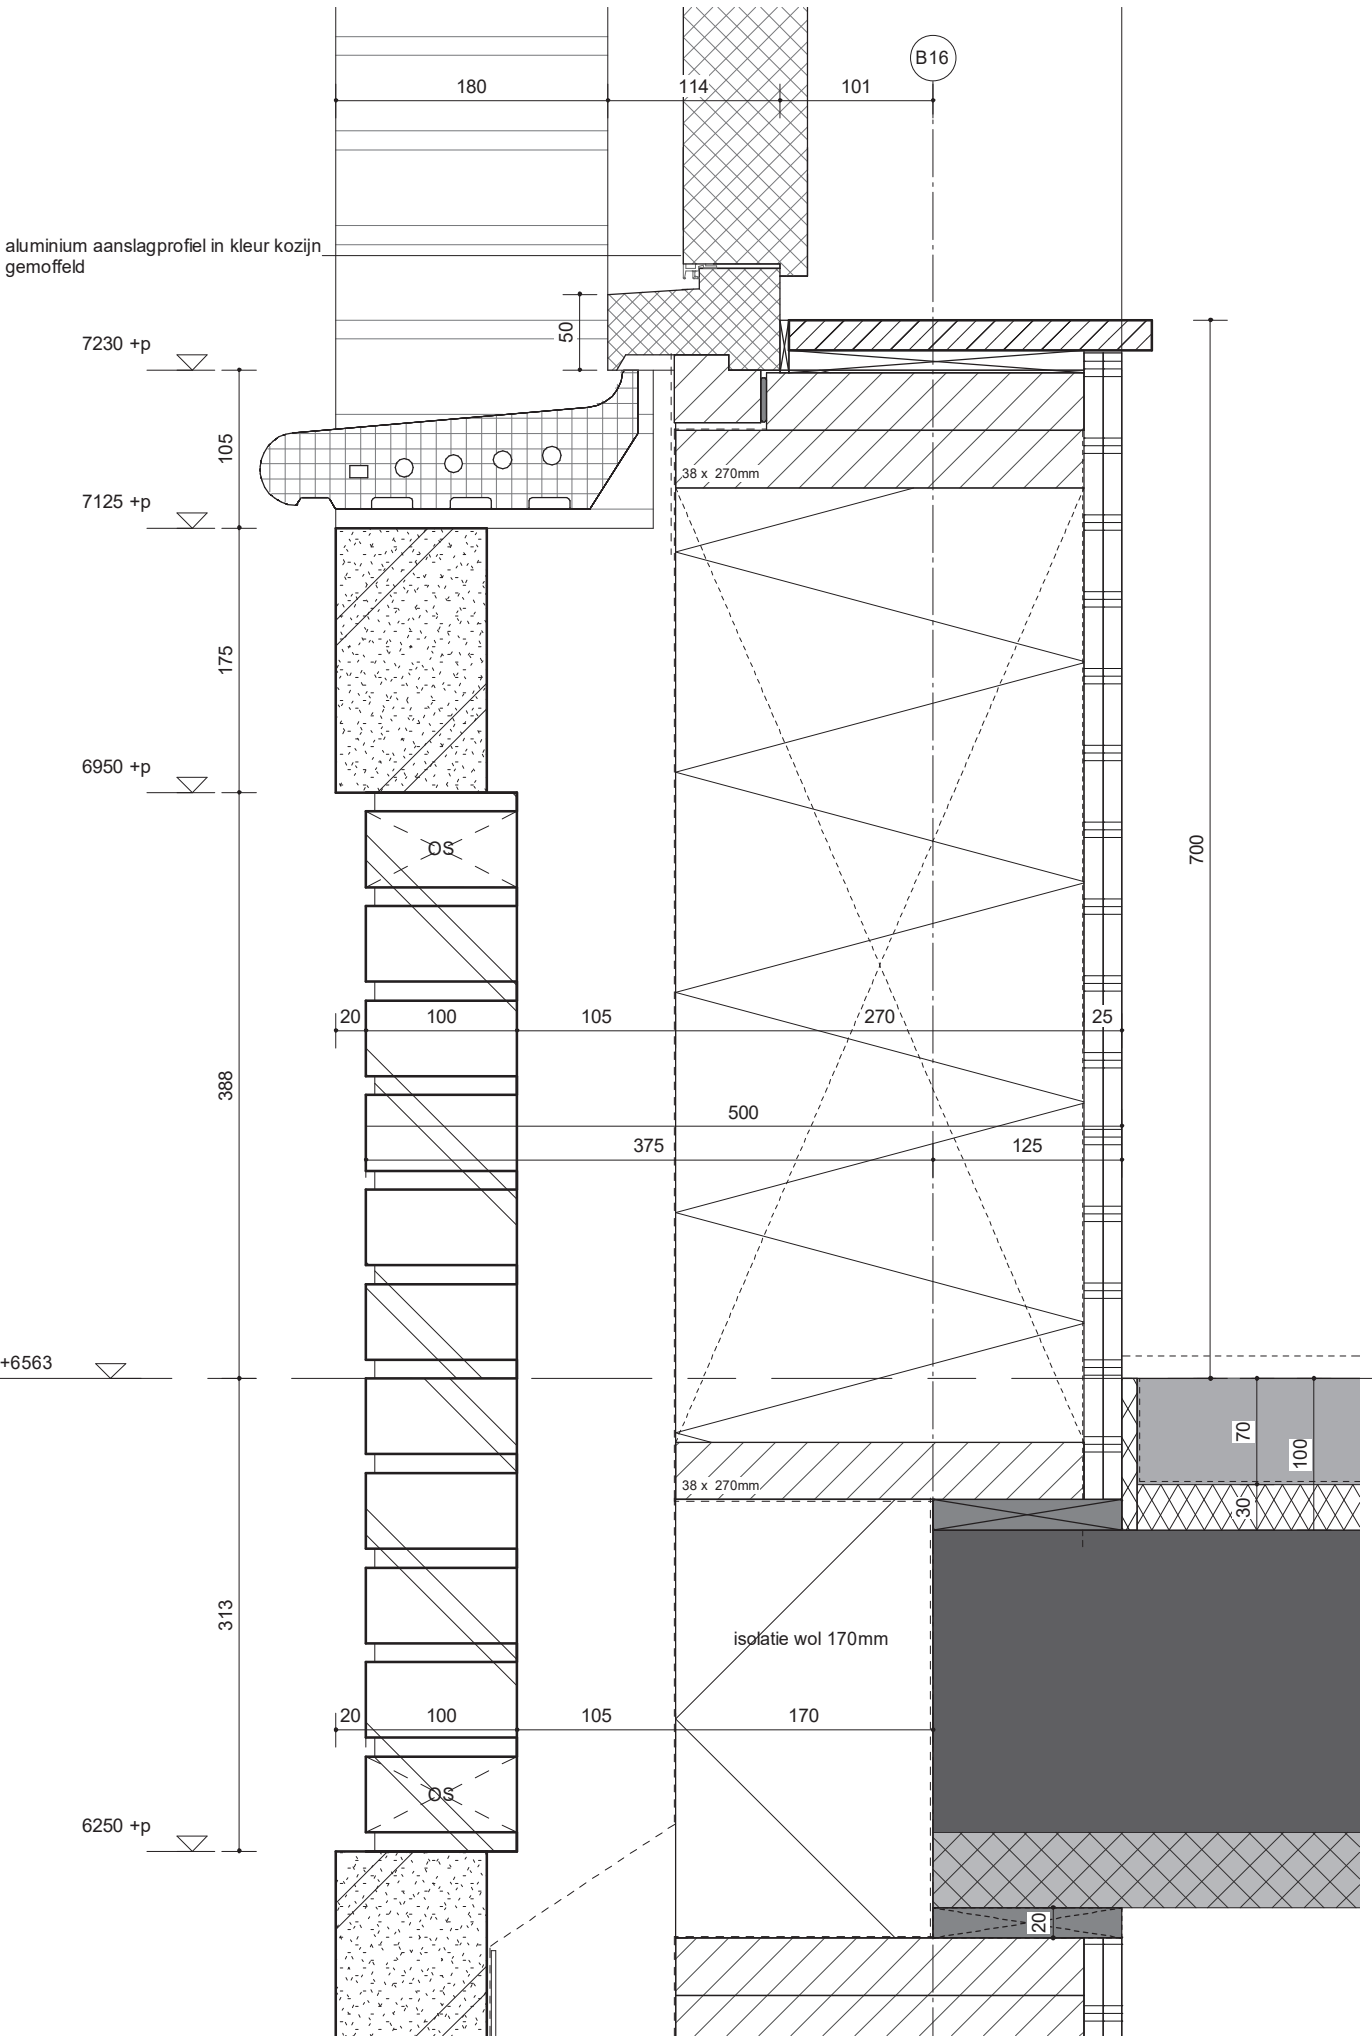 B16
180
114
101
aluminium aanslagprofiel in kleur kozijn
gemoffeld
50
7230 +p
105
38 x 270mm
7125 +p
175
6950 +p
700
OS
20
100
105
270
25
388
500
375
125
+6563
70
100
38 x 270mm
30
313
isolatie wol 170mm
20
100
105
170
OS
6250 +p
20